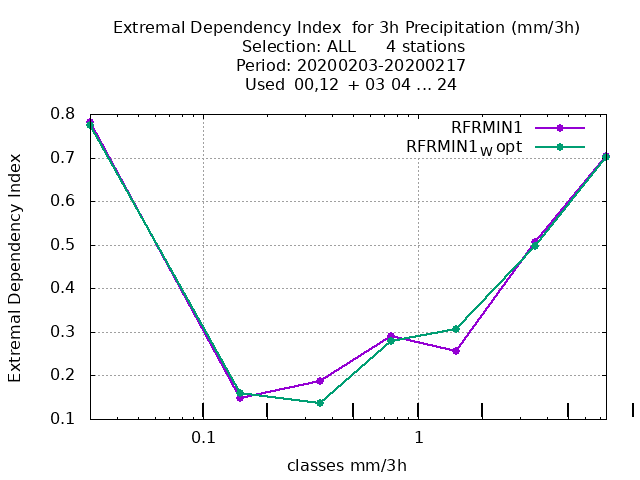 Extremal Dependency Index for 3h Precipitation (mm/3h)
Selection: ALL 4 stations
Period: 20200203-20200217
Used 00,12 + 03 04 ... 24
RFRMIN1
RFRMIN1W opt
0.8
0.7
0.6
0.5
0.4
0.3
0.2
0.1
Extremal Dependency Index
0.1 1
classes mm/3h